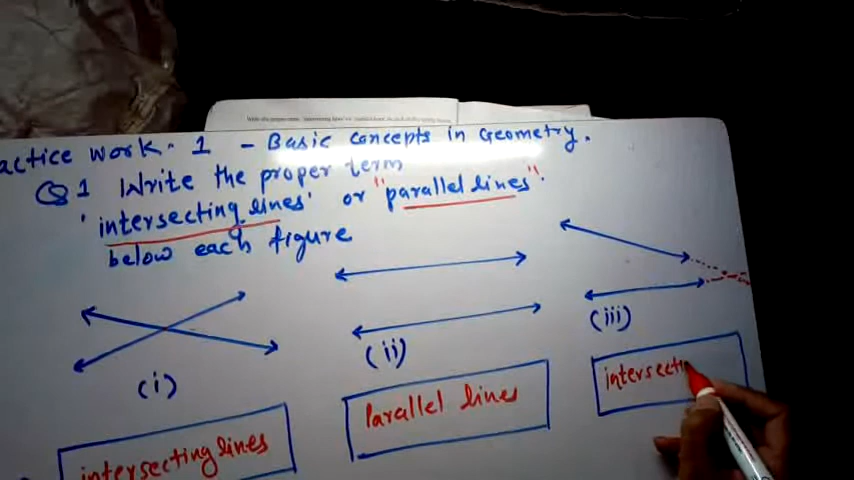 actice work. 1 - Basic concepts in Geometry.
Q1 Write the proper term
'intersecting lines' or "parallel lines".
below each figure
(i)
(ii)
(iii)
intersecting lines
parallel lines
intersecti